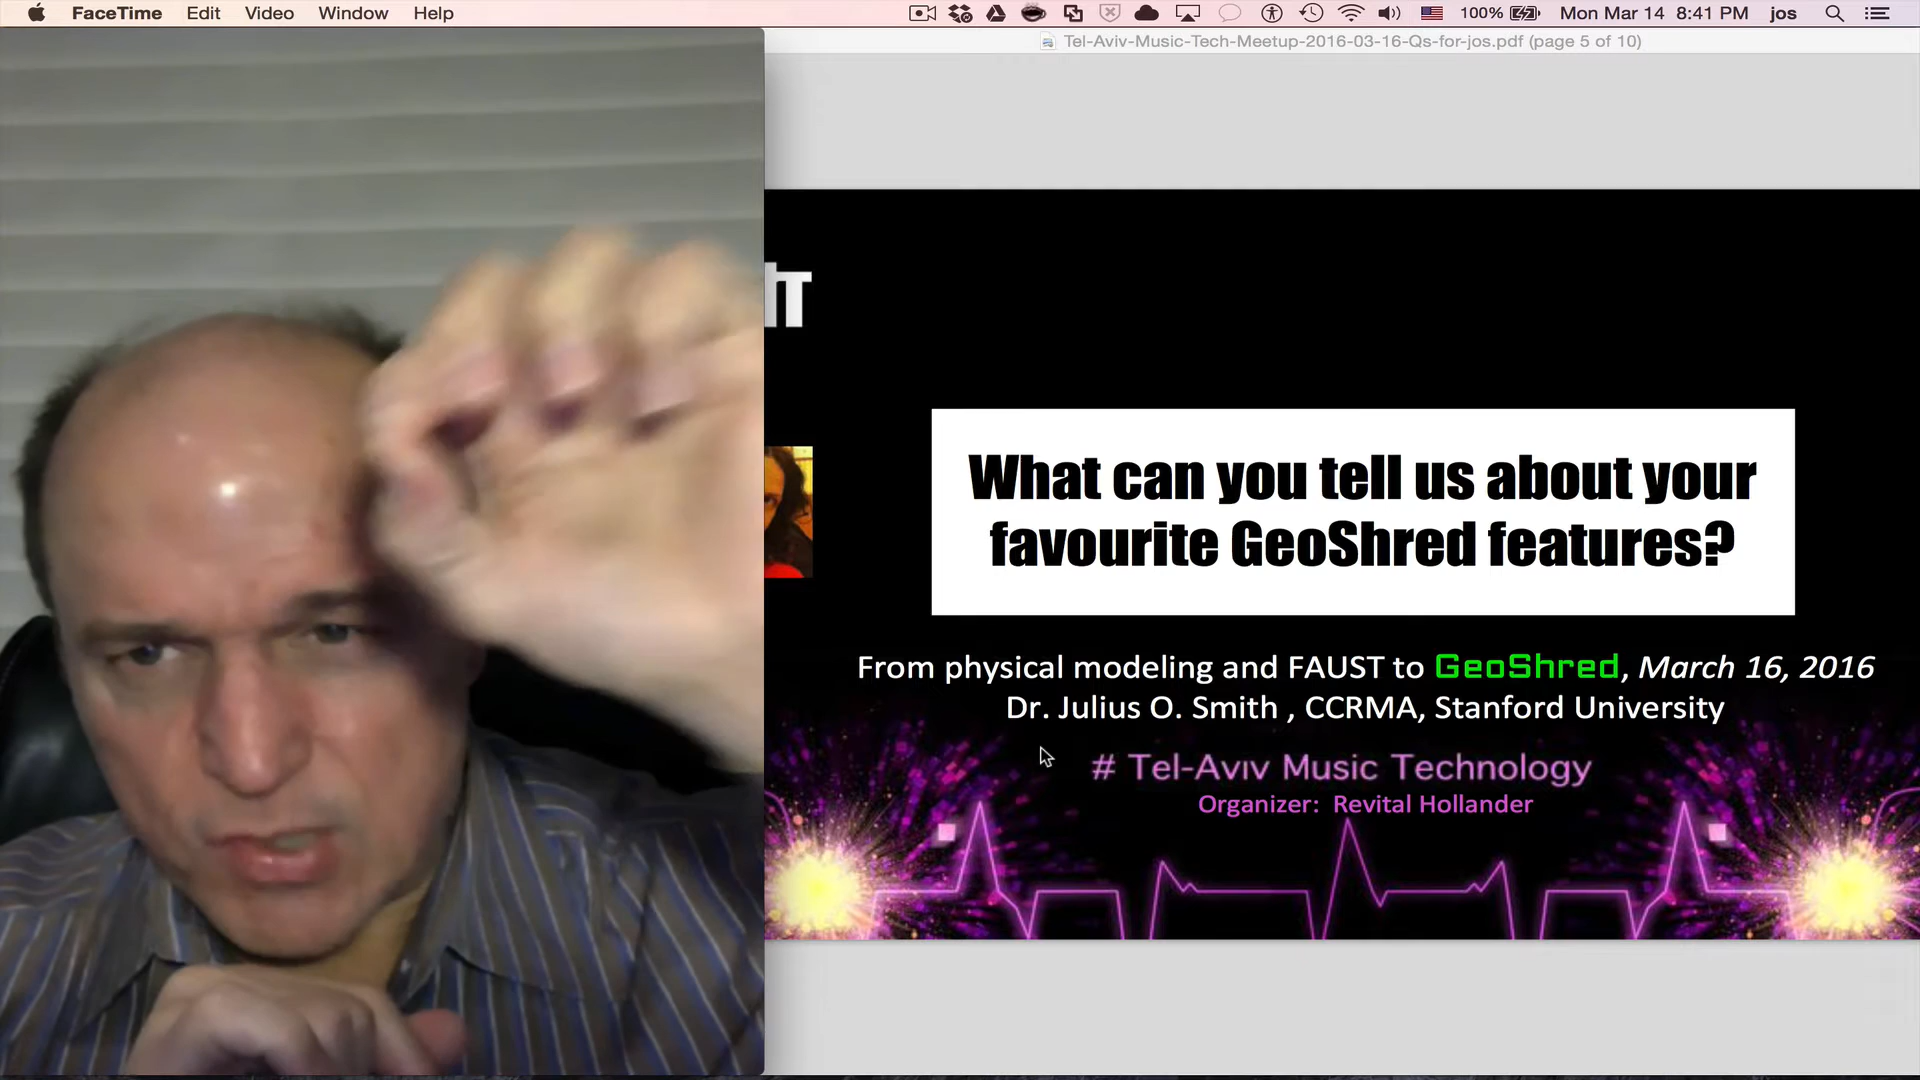 FaceTime Edit Video Window Help 100% Mon Mar 14 8:41 PM jos
Tel-Aviv-Music-Tech-Meetup-2016-03-16-Qs-for-jos.pdf (page 5 of 10)
What can you tell us about your
favourite GeoShred features?
From physical modeling and FAUST to GeoShred, March 16, 2016
Dr. Julius O. Smith , CCRMA, Stanford University
# Tel-Aviv Music Technology
Organizer: Revital Hollander